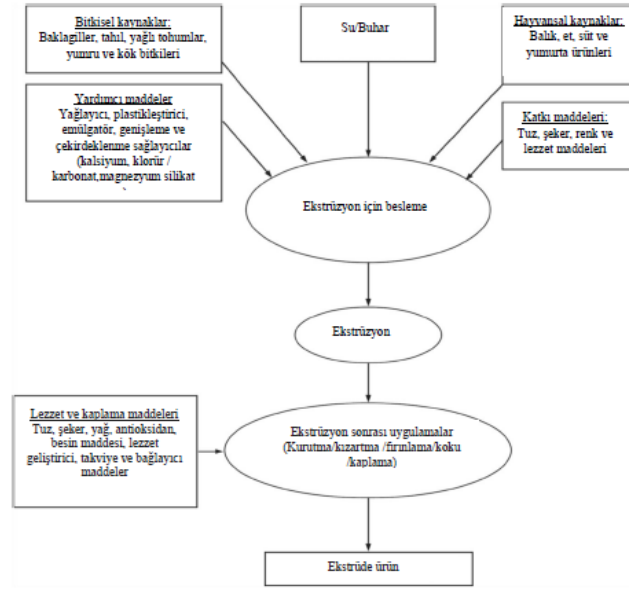 Bitkisel kaynaklar:
Baklagiller, tahıl, yağlı tohumlar,
yumru ve kök bitkileri
Su/Buhar
Hayvansal kaynaklar:
Balık, et, süt ve
yumurta ürünleri
Yardımcı maddeler
Yağlayıcı, plastikleştirici,
emülgatör, genişleme ve
çekirdeklenme sağlayıcılar
(kalsiyum, klorür /
karbonat,magnezyum silikat
Katkı maddeleri:
Tuz, şeker, renk ve
lezzet maddeleri
Ekstrüzyon için besleme
Ekstrüzyon
Lezzet ve kaplama maddeleri
Tuz, şeker, yağ, antioksidan,
besin maddesi, lezzet
geliştirici, takviye ve bağlayıcı
maddeler
Ekstrüzyon sonrası uygulamalar
(Kurutma/kızartma /fırınlama/koku
/kaplama)
Ekstrüde ürün